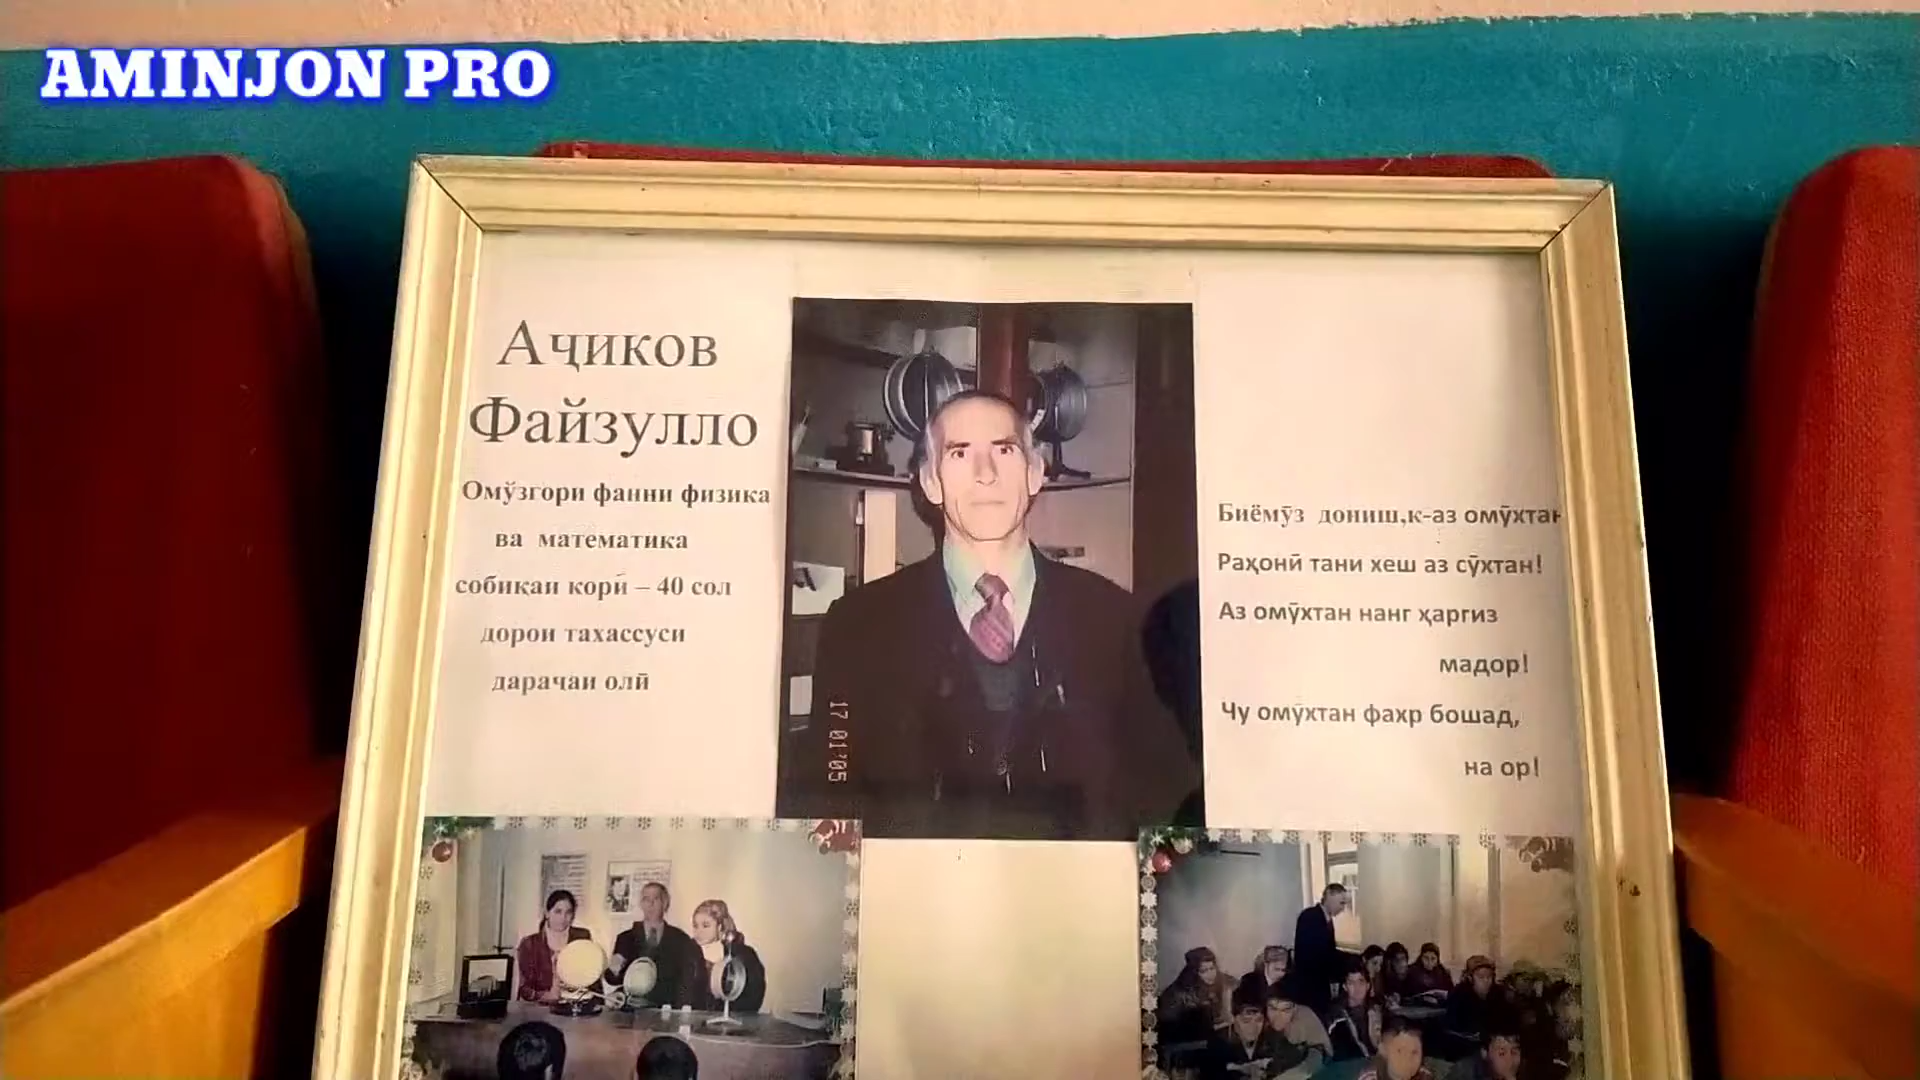 AMINJON PRO
Аҷиков
Файзулло
Омӯзгори фанни физика
ва математика
собиқаи корӣ – 40 сол
дорои тахассуси
дараҷаи олӣ
Биёмӯз дониш,к-аз омӯхтан
Раҳонӣ тани хеш аз сӯхтан!
Аз омӯхтан нанг ҳаргиз
мадор!
Чу омӯхтан фахр бошад,
на ор!
17 01'05